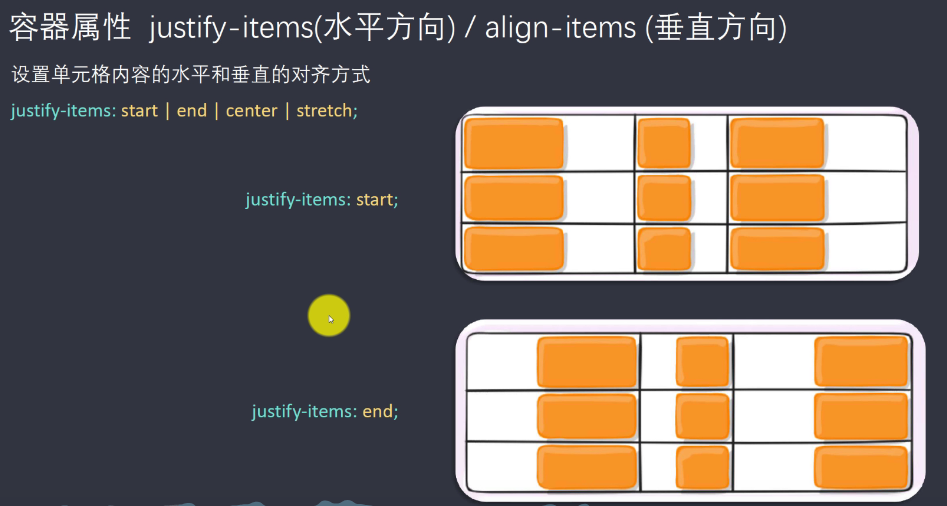 容器属性 justify-items(水平方向) / align-items (垂直方向)
设置单元格内容的水平和垂直的对齐方式
justify-items: start | end | center | stretch;
justify-items: start;
justify-items: end;